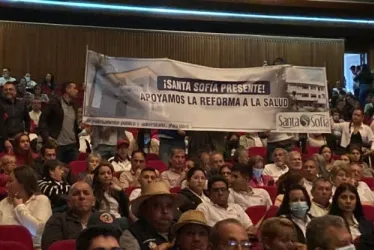 ¡SANTA SOFÍA PRESENTE!
APOYAMOS LA REFORMA A LA SALUD
Santa Sofía